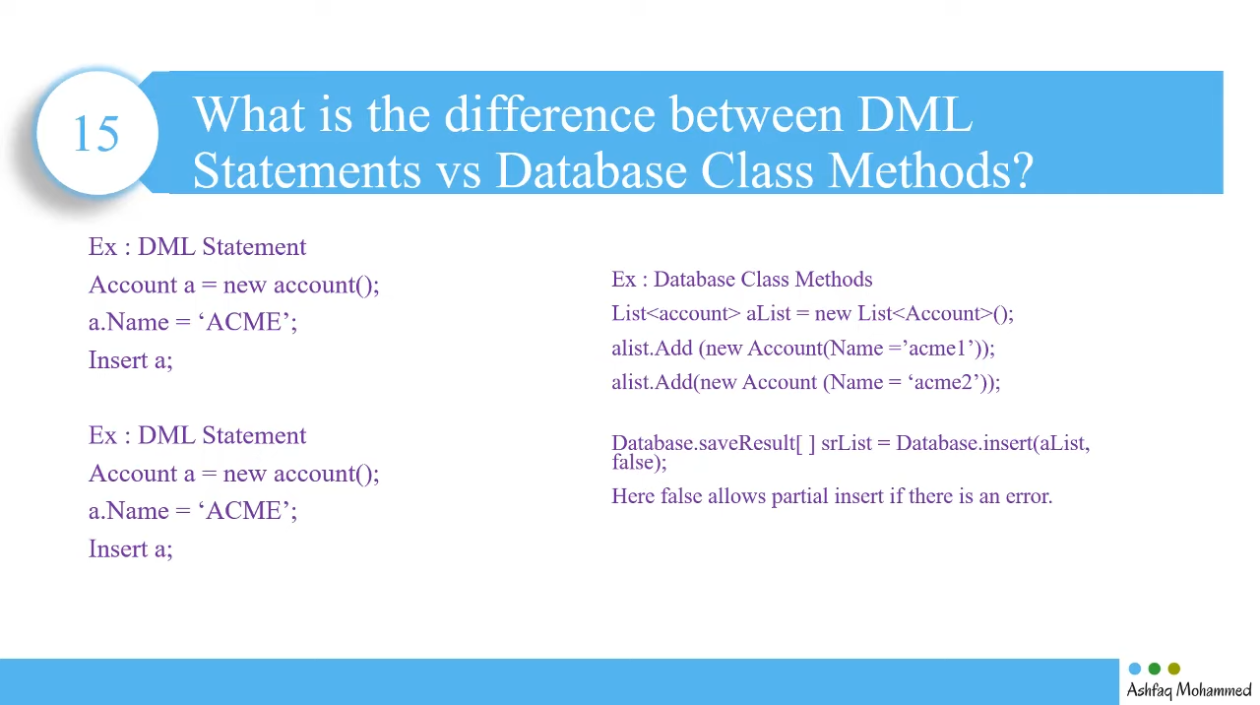 15
What is the difference between DML
Statements vs Database Class Methods?
Ex : DML Statement
Account a = new account();
a.Name = ‘ACME’;
Insert a;
Ex : DML Statement
Account a = new account();
a.Name = ‘ACME’;
Insert a;
Ex : Database Class Methods
List<account> aList = new List<Account>();
alist.Add (new Account(Name =’acme1’));
alist.Add(new Account (Name = ‘acme2’));
Database.saveResult[ ] srList = Database.insert(aList,
false);
Here false allows partial insert if there is an error.
Ashfaq Mohammed